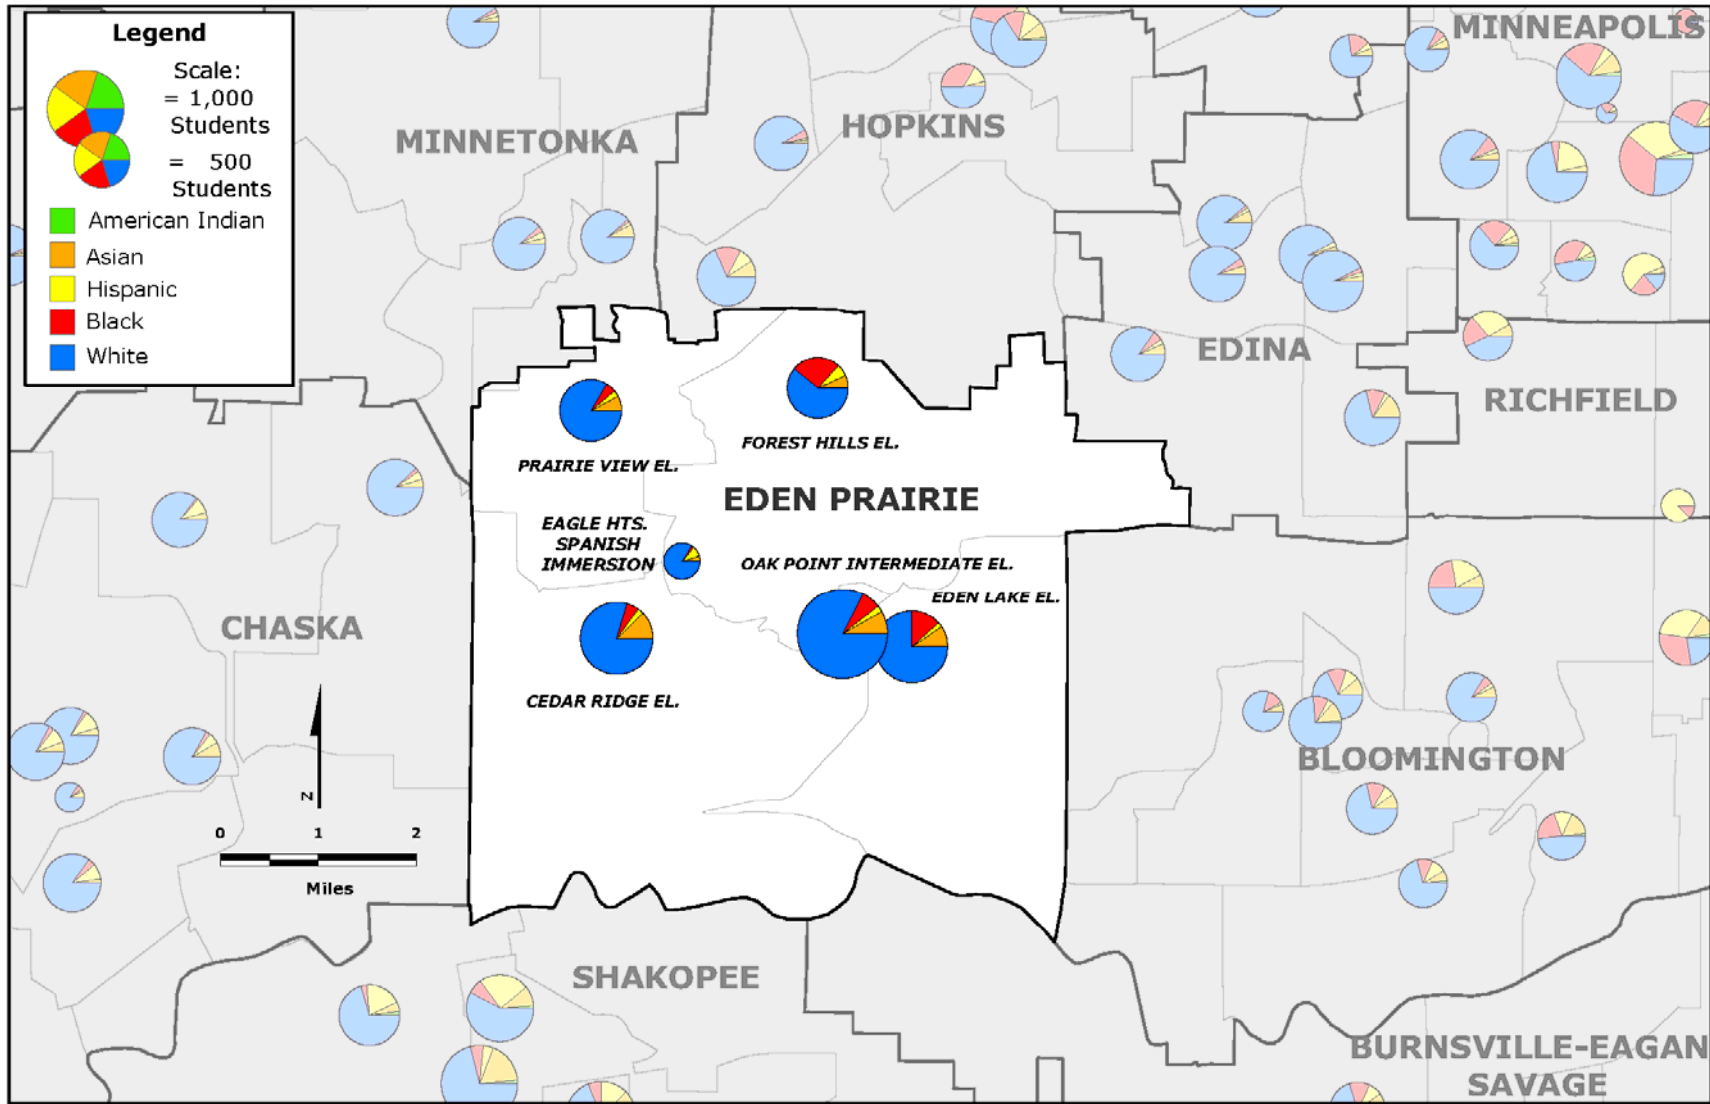 Legend
Scale:
= 1,000
Students
= 500
Students
American Indian
Asian
Hispanic
Black
White
MINNEAPOLIS
HOPKINS
MINNETONKA
EDINA
RICHFIELD
FOREST HILLS EL.
PRAIRIE VIEW EL.
EDEN PRAIRIE
EAGLE HTS.
SPANISH
IMMERSION
OAK POINT INTERMEDIATE EL.
EDEN LAKE EL.
CHASKA
CEDAR RIDGE EL.
BLOOMINGTON
N
0 1 2
Miles
SHAKOPEE
BURNSVILLE-EAGAN
SAVAGE